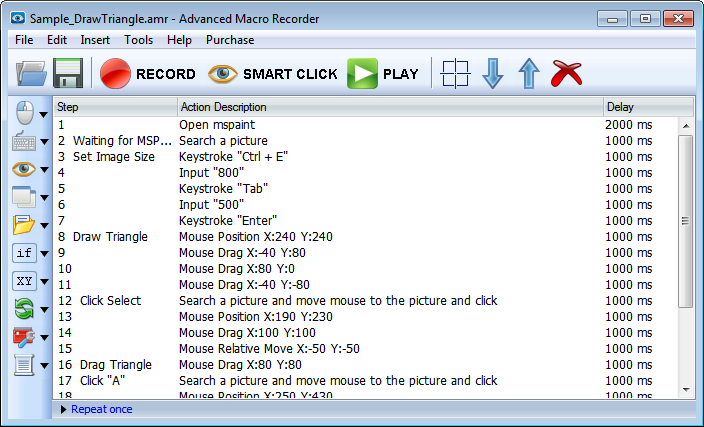 Sample_DrawTriangle.amr - Advanced Macro Recorder
File Edit Insert Tools Help Purchase
RECORD SMART CLICK PLAY
Step Action Description Delay
1 Open mspaint 2000 ms
2 Waiting for MSP... Search a picture 1000 ms
3 Set Image Size Keystroke "Ctrl + E" 1000 ms
4 Input "800" 1000 ms
5 Keystroke "Tab" 1000 ms
6 Input "500" 1000 ms
7 Keystroke "Enter" 1000 ms
8 Draw Triangle Mouse Position X:240 Y:240 1000 ms
9 Mouse Drag X:-40 Y:80 1000 ms
10 Mouse Drag X:80 Y:0 1000 ms
11 Mouse Drag X:-40 Y:-80 1000 ms
12 Click Select Search a picture and move mouse to the picture and click 1000 ms
13 Mouse Position X:190 Y:230 1000 ms
14 Mouse Drag X:100 Y:100 1000 ms
15 Mouse Relative Move X:-50 Y:-50 1000 ms
16 Drag Triangle Mouse Drag X:80 Y:80 1000 ms
17 Click "A" Search a picture and move mouse to the picture and click 1000 ms
18 Mouse Position X:250 Y:430 1000 ms
if
XY
Repeat once